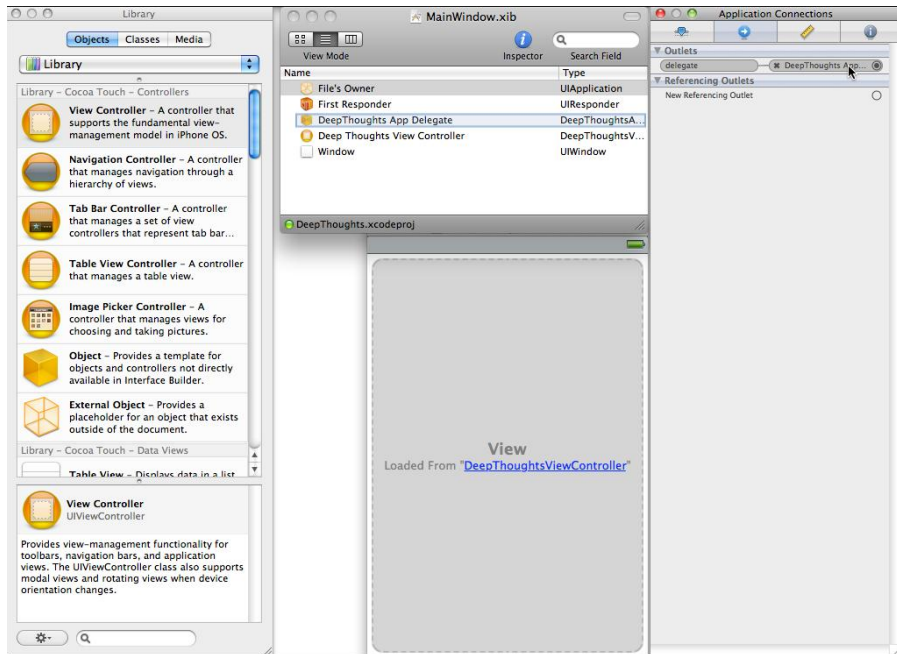 Library
Objects
Classes
Media
Library
Library – Cocoa Touch – Controllers
View Controller – A controller that
supports the fundamental view-
management model in iPhone OS.
Navigation Controller – A controller
that manages navigation through a
hierarchy of views.
Tab Bar Controller – A controller
that manages a set of view
controllers that represent tab bar...
Table View Controller – A controller
that manages a table view.
Image Picker Controller – A
controller that manages views for
choosing and taking pictures.
Object – Provides a template for
objects and controllers not directly
available in Interface Builder.
External Object – Provides a
placeholder for an object that exists
outside of the document.
Library – Cocoa Touch – Data Views
Table View – Displays data in a list
View Controller
UIViewController
Provides view-management functionality for
toolbars, navigation bars, and application
views. The UIViewController class also supports
modal views and rotating views when device
orientation changes.
MainWindow.xib
View Mode
Inspector
Search Field
Name Type
File's Owner UIApplication
First Responder UIResponder
DeepThoughts App Delegate DeepThoughtsA...
Deep Thoughts View Controller DeepThoughtsV...
Window UIWindow
DeepThoughts.xcodeproj
View
Loaded From "DeepThoughtsViewController"
Application Connections
Outlets
delegate DeepThoughts App...
Referencing Outlets
New Referencing Outlet